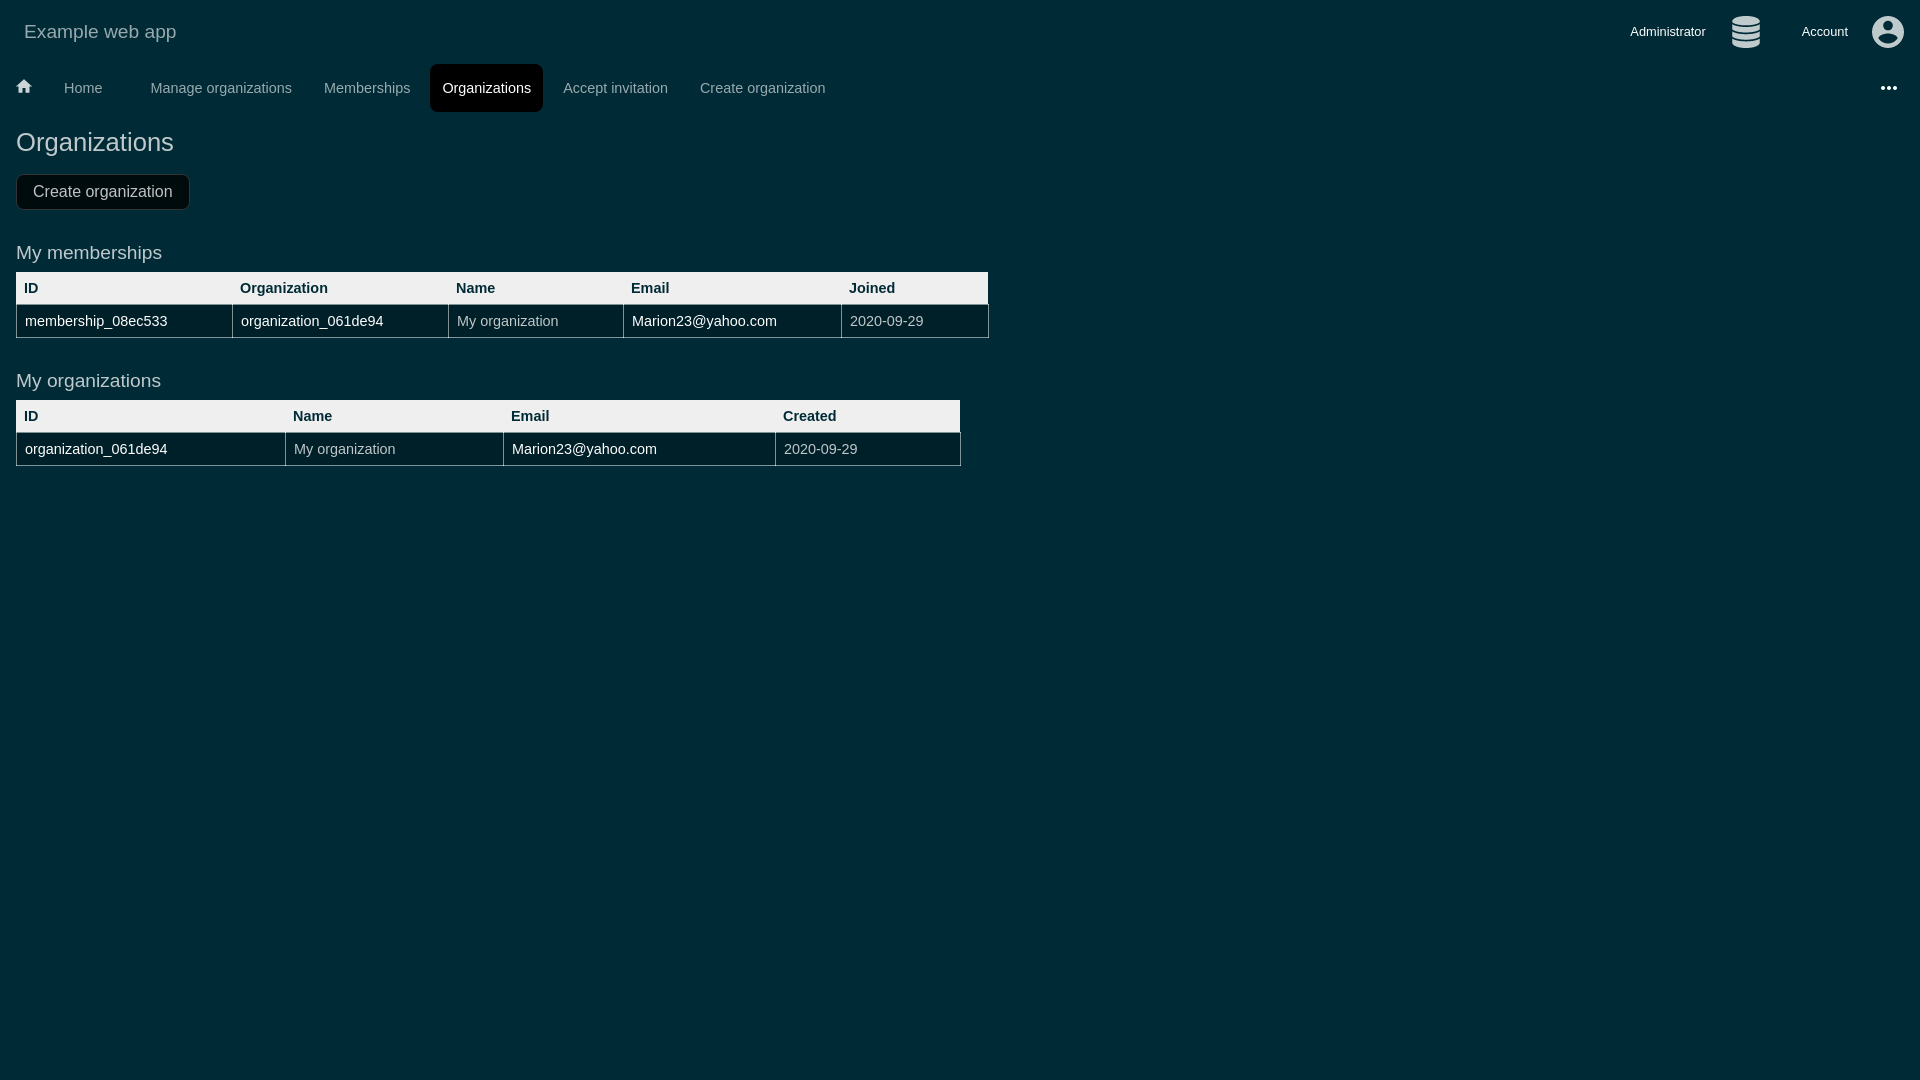 Example web app
Administrator
Account
Home
Manage organizations
Memberships
Organizations
Accept invitation
Create organization
Organizations
Create organization
My memberships
ID Organization Name Email Joined
membership_08ec533 organization_061de94 My organization Marion23@yahoo.com 2020-09-29
My organizations
ID Name Email Created
organization_061de94 My organization Marion23@yahoo.com 2020-09-29